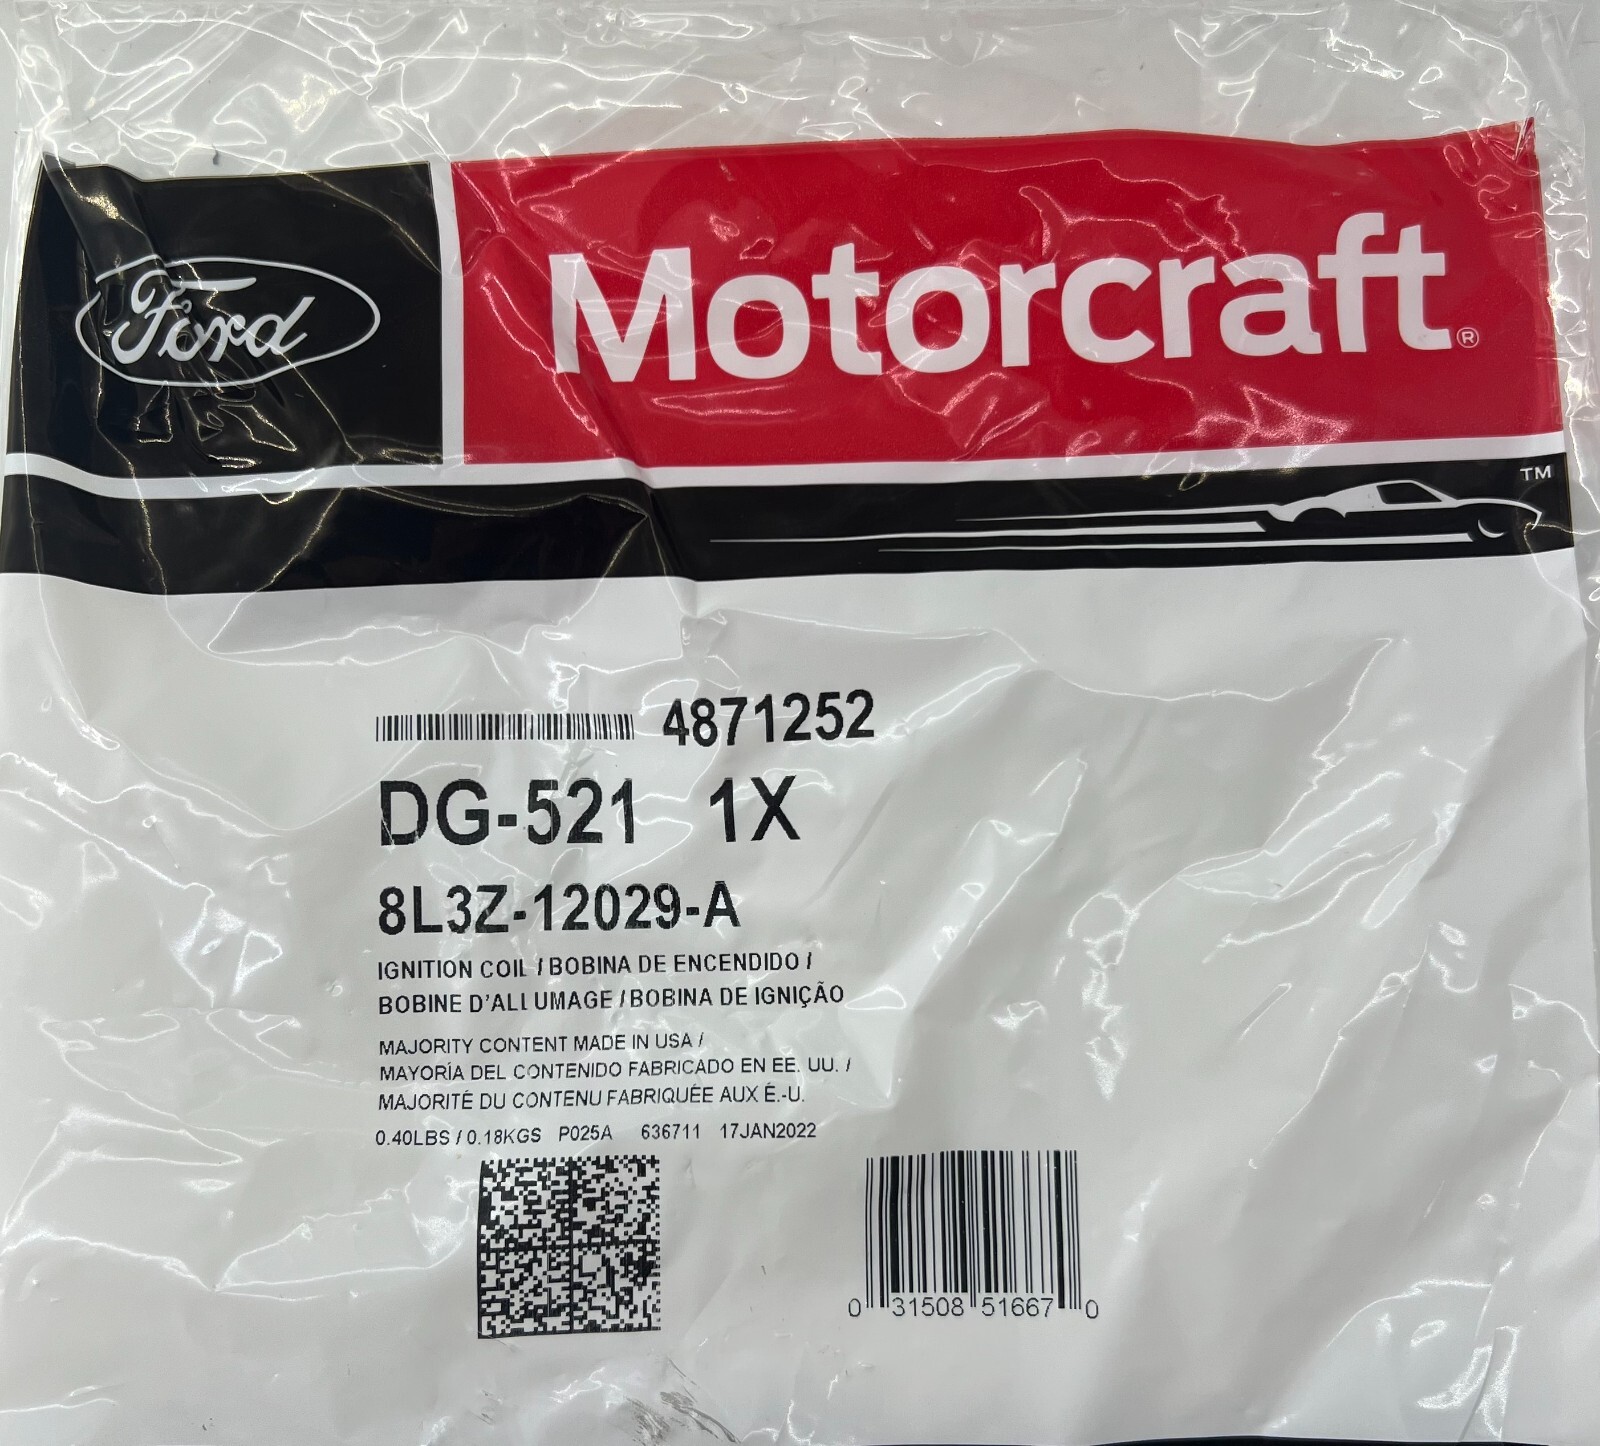 Ford
Motorcraft®
TM
4871252
DG-521 1X
8L3Z-12029-A
IGNITION COIL / BOBINA DE ENCENDIDO /
BOBINE D'ALLUMAGE / BOBINA DE IGNIÇÃO
MAJORITY CONTENT MADE IN USA /
MAYORÍA DEL CONTENIDO FABRICADO EN EE. UU. /
MAJORITÉ DU CONTENU FABRIQUÉE AUX É.-U.
0.40LBS / 0.18KGS P025A 636711 17JAN2022
0 31508 51667 0